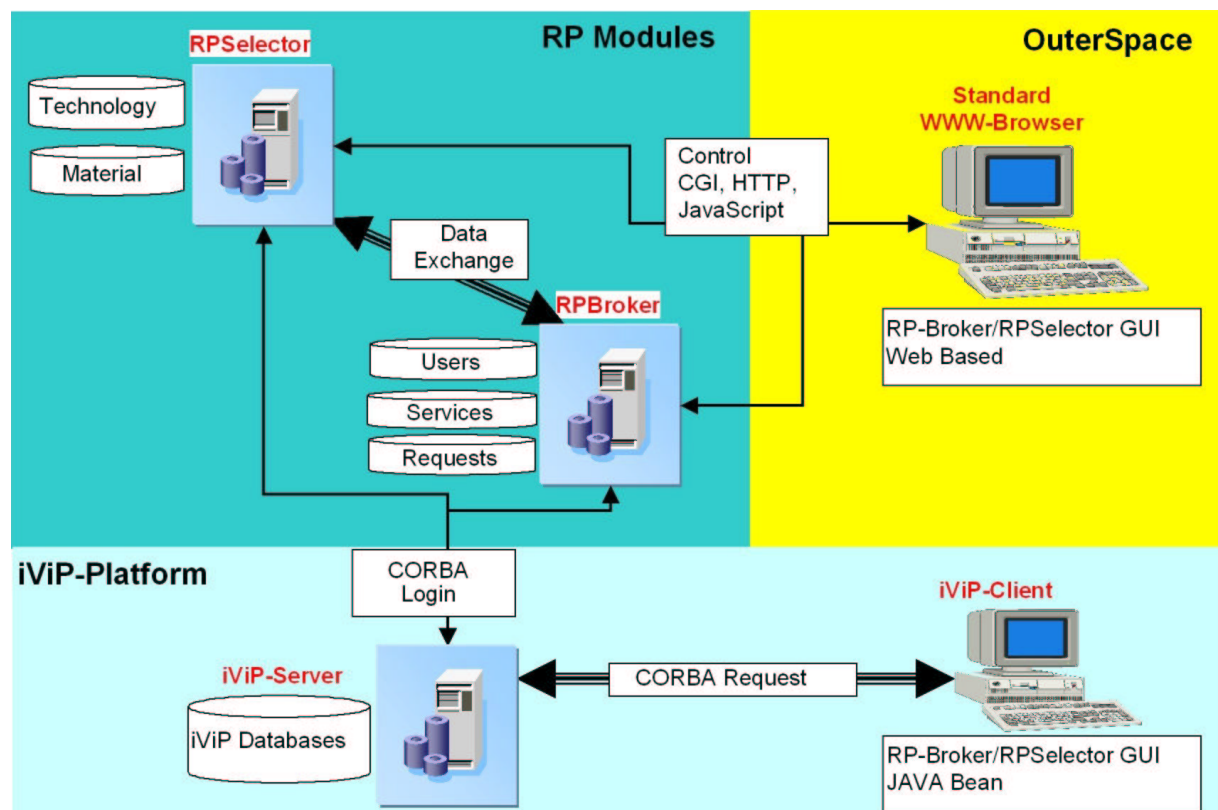 RP Modules
OuterSpace
RPSelector
Technology
Material
Standard
WWW-Browser
Control
CGI, HTTP,
JavaScript
Data
Exchange
RPBroker
Users
Services
Requests
RP-Broker/RPSelector GUI
Web Based
iViP-Platform
CORBA
Login
iViP-Client
iViP-Server
CORBA Request
iViP Databases
RP-Broker/RPSelector GUI
JAVA Bean